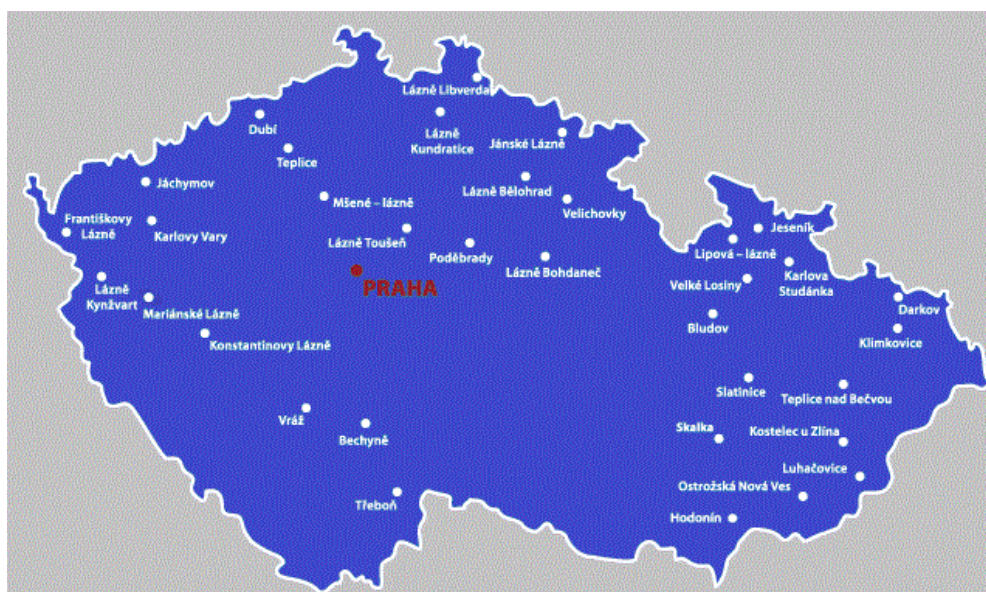 Lázně Libverda
Dubí
Lázně
Kundratice
Jánské Lázně
Teplice
Jáchymov
Lázně Bělohrad
Mšené – lázně
Velichovky
Františkovy
Lázně
Karlovy Vary
Lázně Toušeň
Poděbrady
Lázně Bohdaneč
Jeseník
Lipová – lázně
Karlova
Studánka
Velké Losiny
PRAHA
Lázně
Kynžvart
Mariánské Lázně
Darkov
Bludov
Klimkovice
Konstantinovy Lázně
Slatinice
Teplice nad Bečvou
Vráž
Bechyně
Skalka
Kostelec u Zlína
Luhačovice
Ostrožská Nová Ves
Třeboň
Hodonín